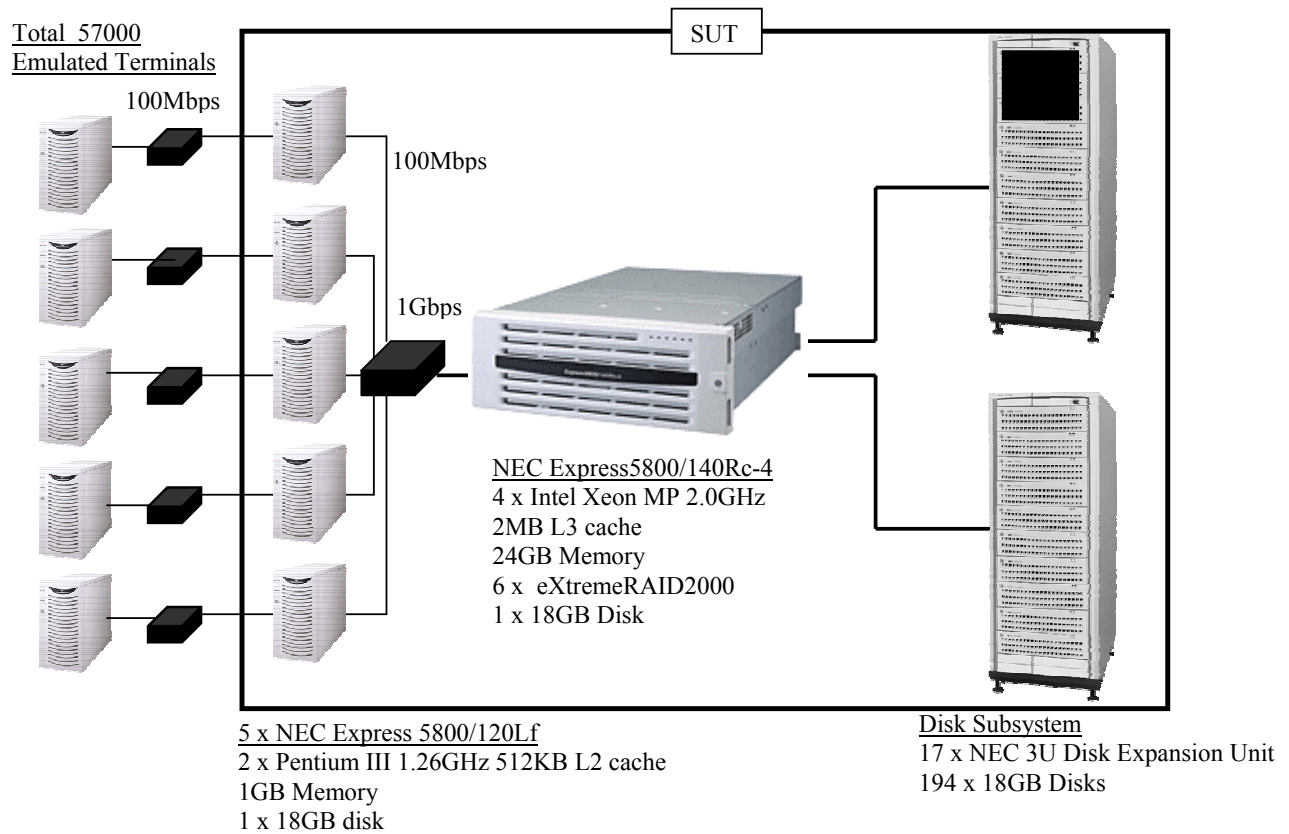 SUT
Total 57000
Emulated Terminals
100Mbps
100Mbps
1Gbps
NEC Express5800/140Rc-4
4 x Intel Xeon MP 2.0GHz
2MB L3 cache
24GB Memory
6 x eXtremeRAID2000
1 x 18GB Disk
5 x NEC Express 5800/120Lf
2 x Pentium III 1.26GHz 512KB L2 cache
1GB Memory
1 x 18GB disk
Disk Subsystem
17 x NEC 3U Disk Expansion Unit
194 x 18GB Disks